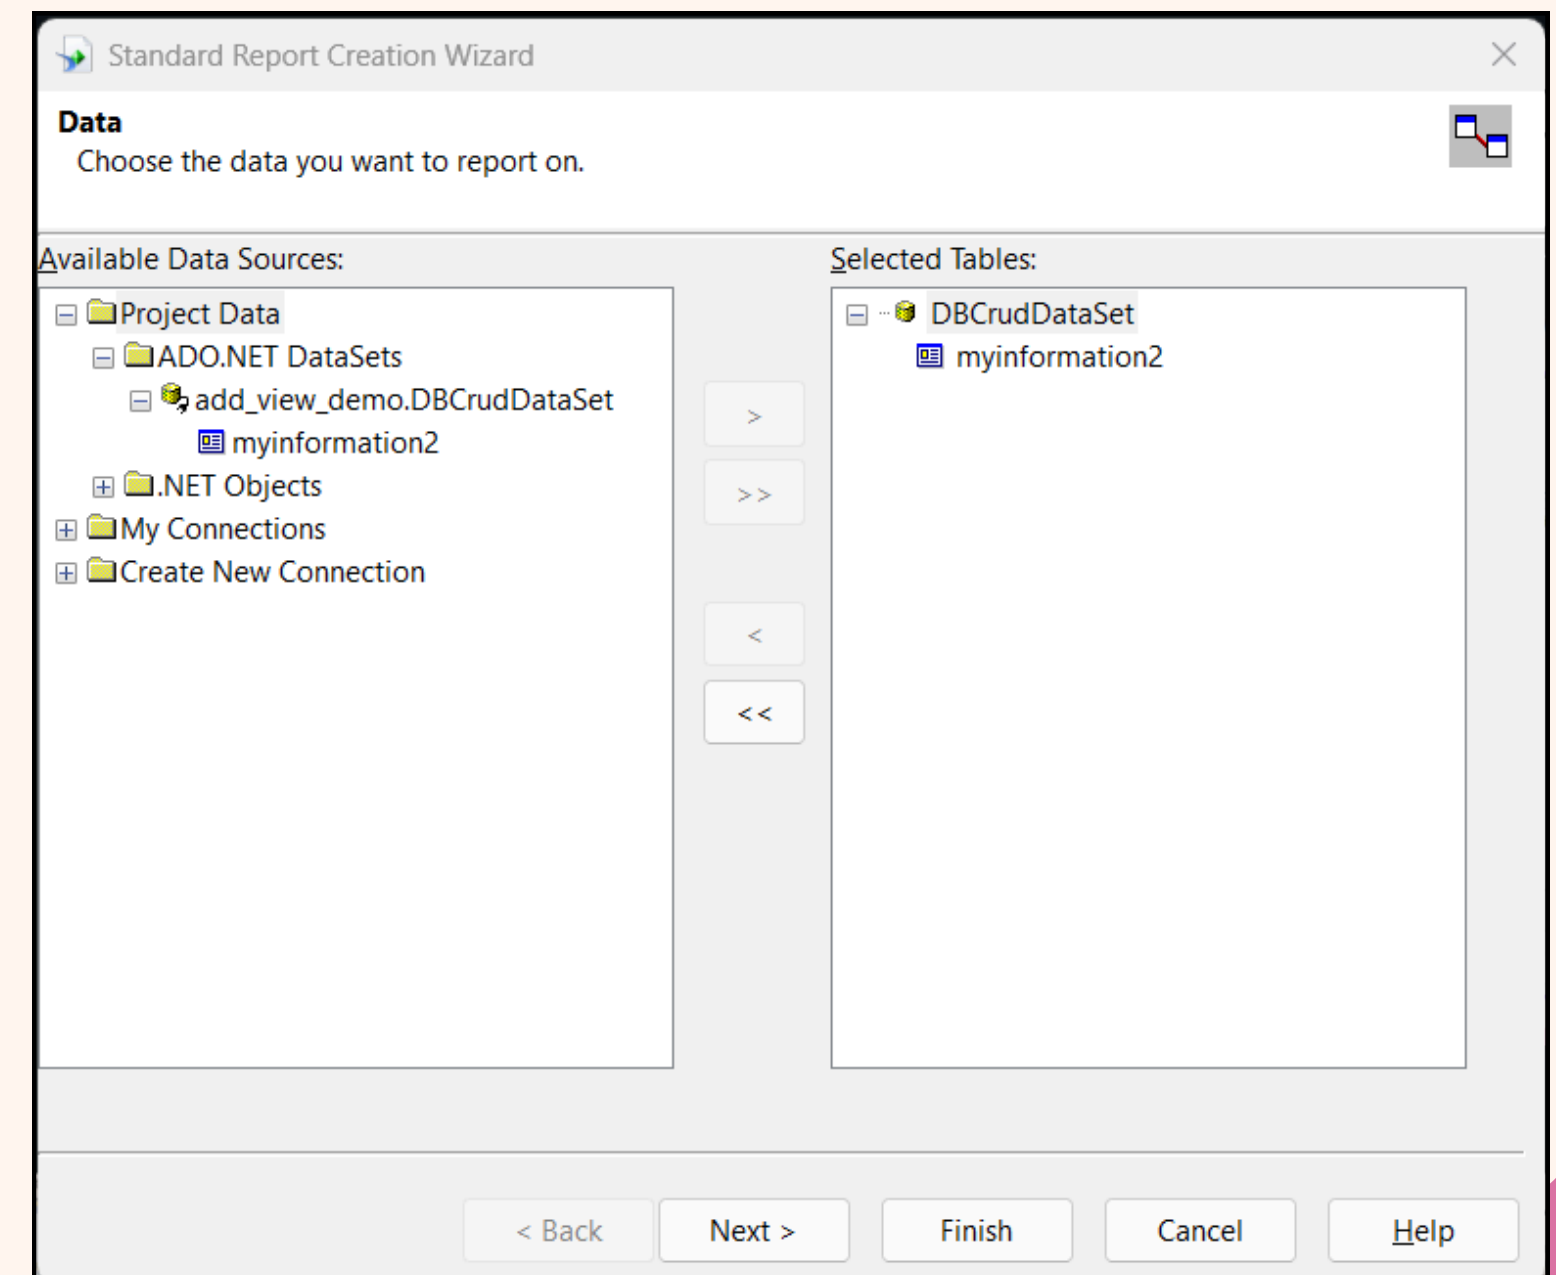 Standard Report Creation Wizard
Data
Choose the data you want to report on.
Available Data Sources:
Project Data
ADO.NET DataSets
add_view_demo.DBCrudDataSet
myinformation2
.NET Objects
My Connections
Create New Connection
>
>>
<
<<
Selected Tables:
DBCrudDataSet
myinformation2
< Back
Next >
Finish
Cancel
Help